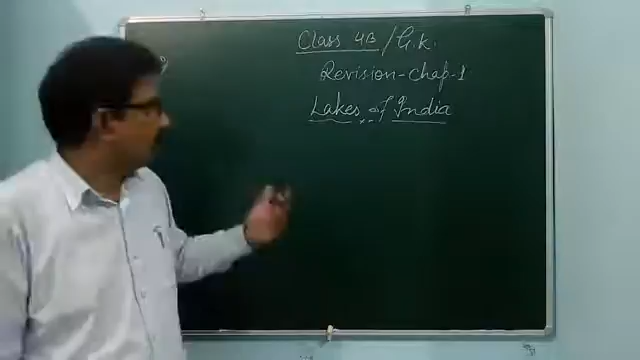 Class 4B / G.K.
Revision-Chap-1
Lakes of India